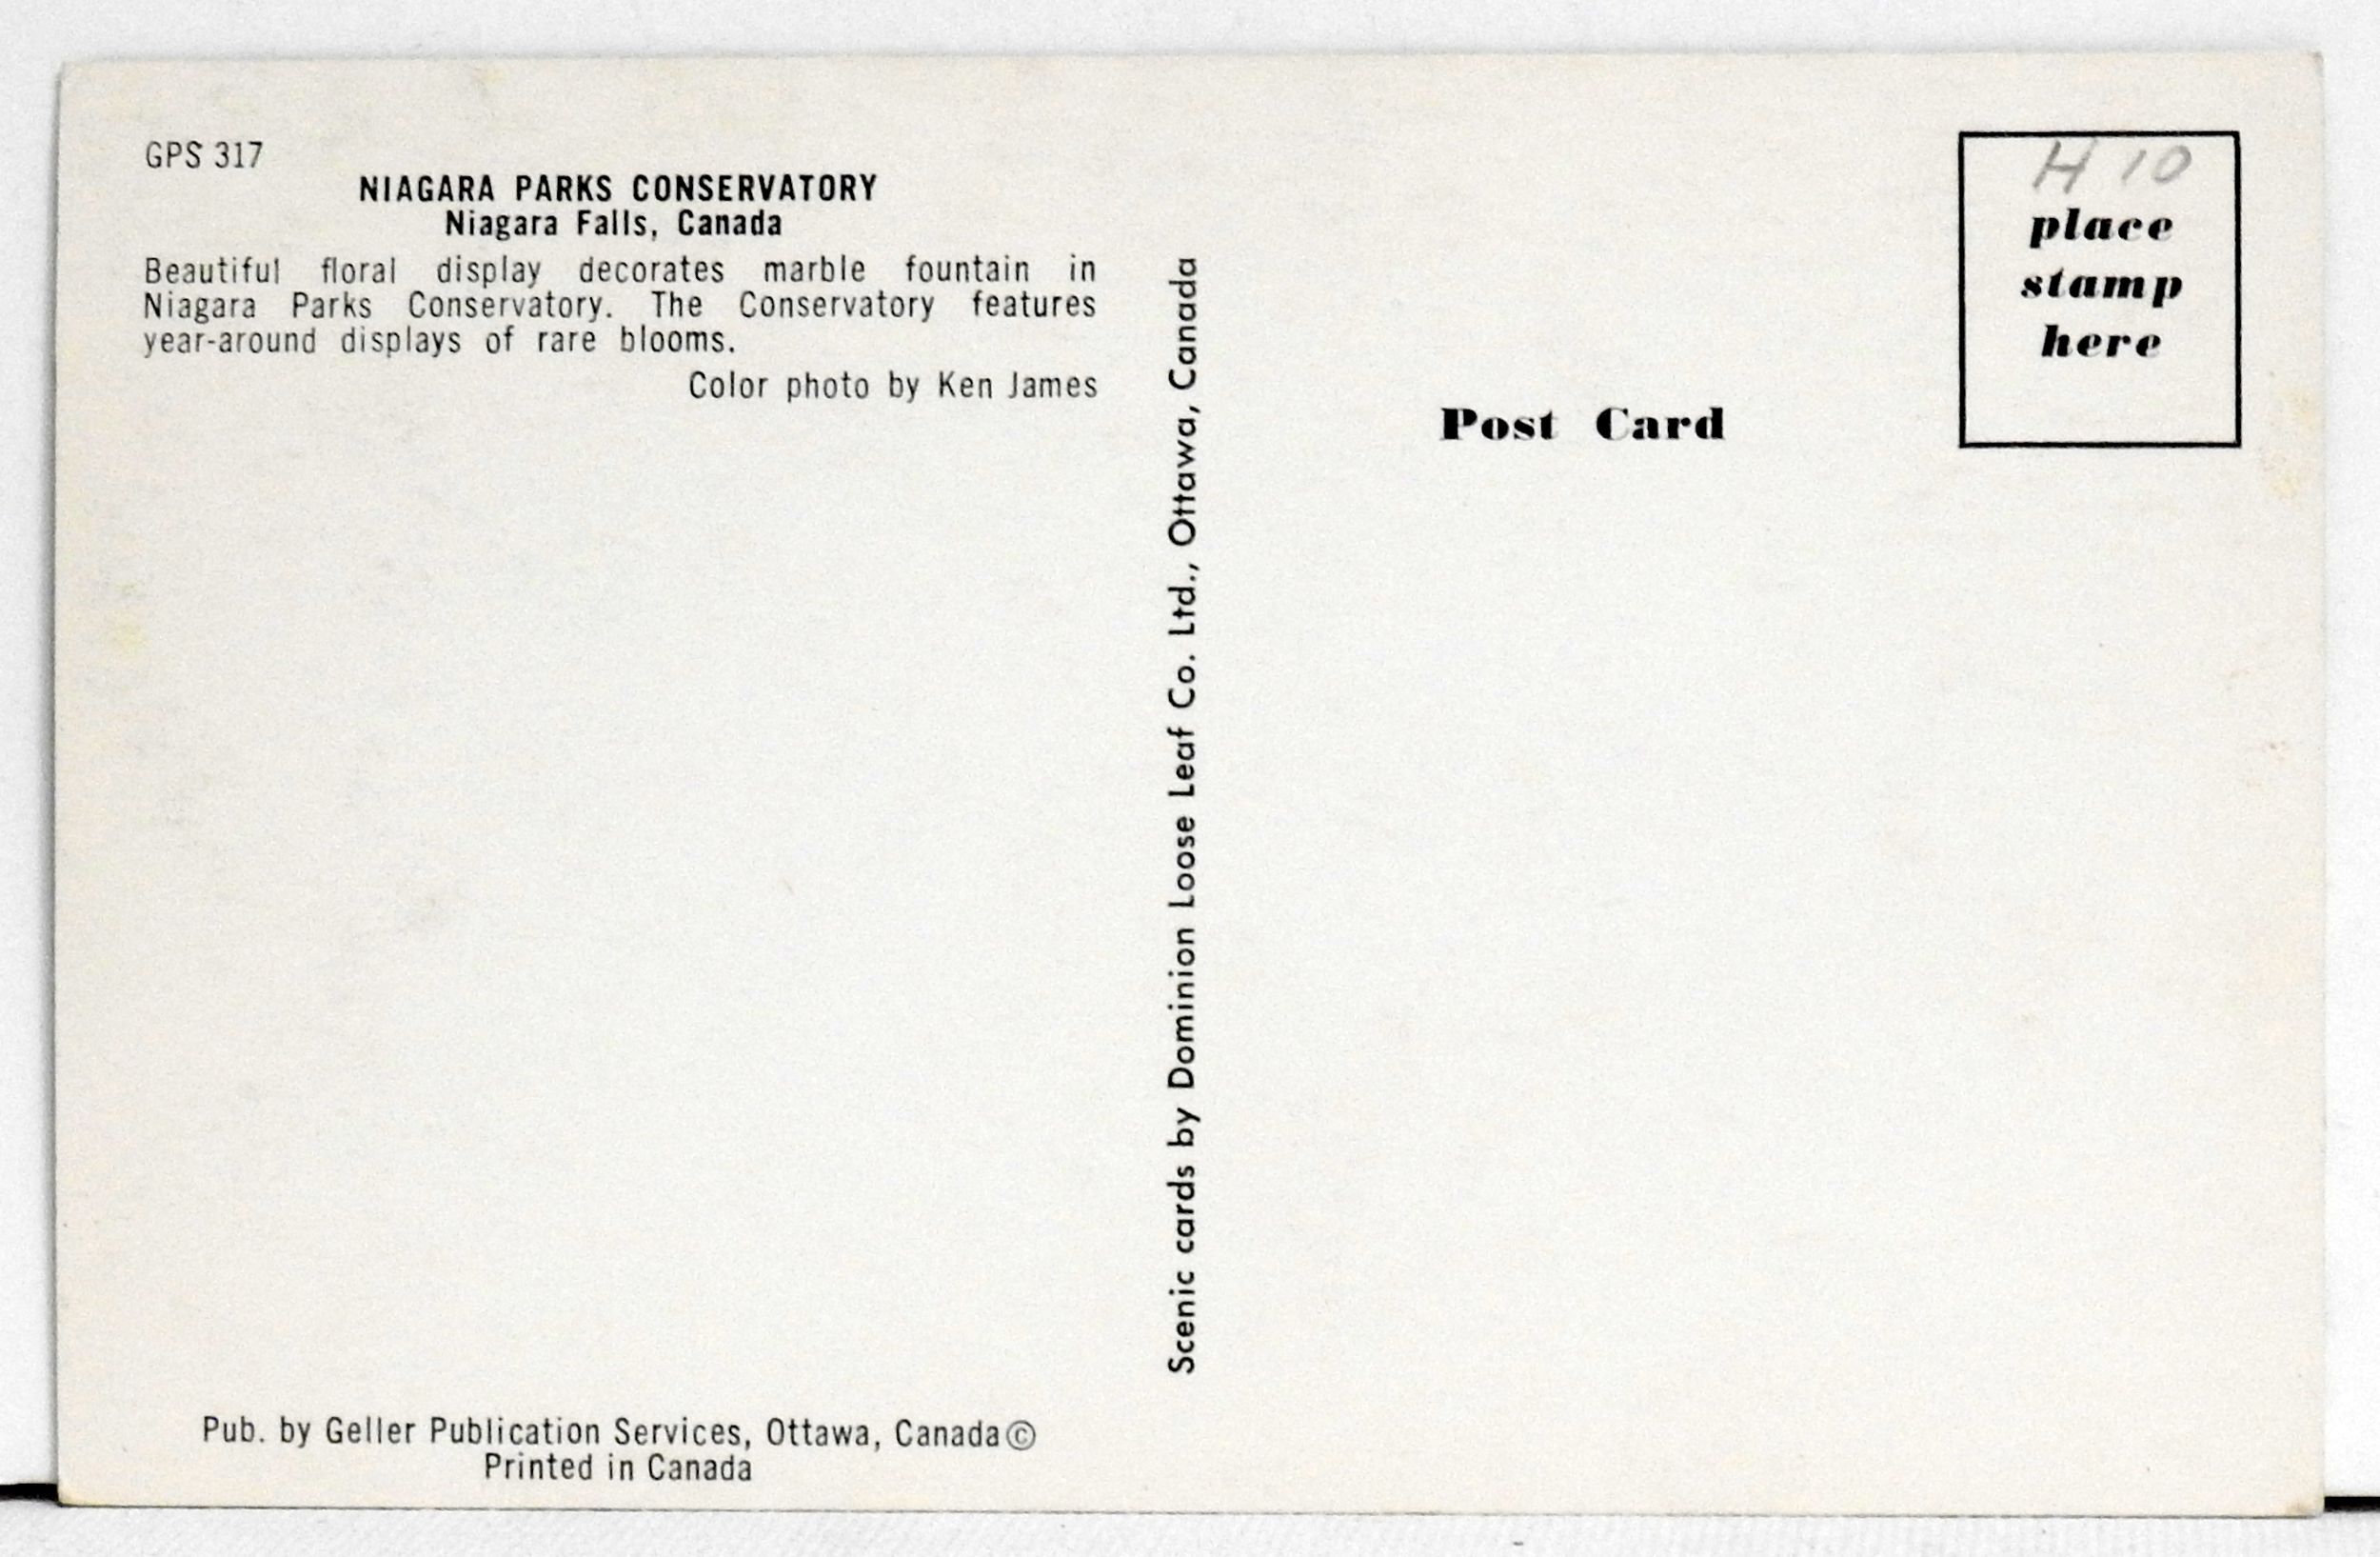 GPS 317
NIAGARA PARKS CONSERVATORY
Niagara Falls, Canada
Beautiful floral display decorates marble fountain in
Niagara Parks Conservatory. The Conservatory features
year-around displays of rare blooms.
Color photo by Ken James
Pub. by Geller Publication Services, Ottawa, Canada©
Printed in Canada
Scenic cards by Dominion Loose Leaf Co. Ltd., Ottawa, Canada
Post Card
H 10
place
stamp
here